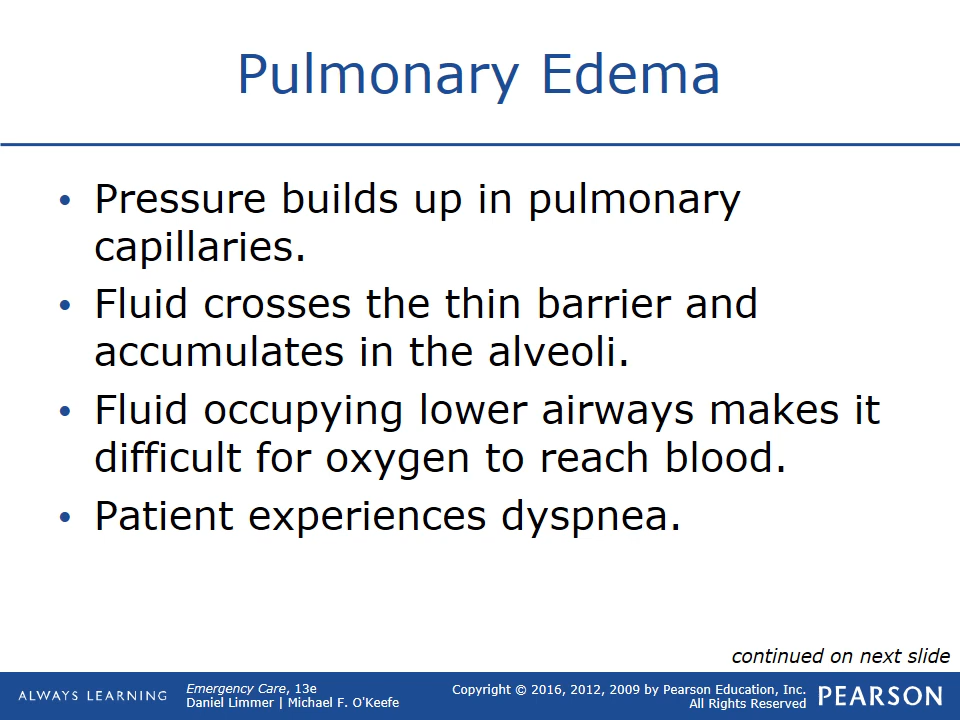 Pulmonary Edema
• Pressure builds up in pulmonary
capillaries.
• Fluid crosses the thin barrier and
accumulates in the alveoli.
• Fluid occupying lower airways makes it
difficult for oxygen to reach blood.
• Patient experiences dyspnea.
continued on next slide
ALWAYS LEARNING
Emergency Care, 13e
Daniel Limmer | Michael F. O'Keefe
Copyright © 2016, 2012, 2009 by Pearson Education, Inc.
All Rights Reserved
PEARSON